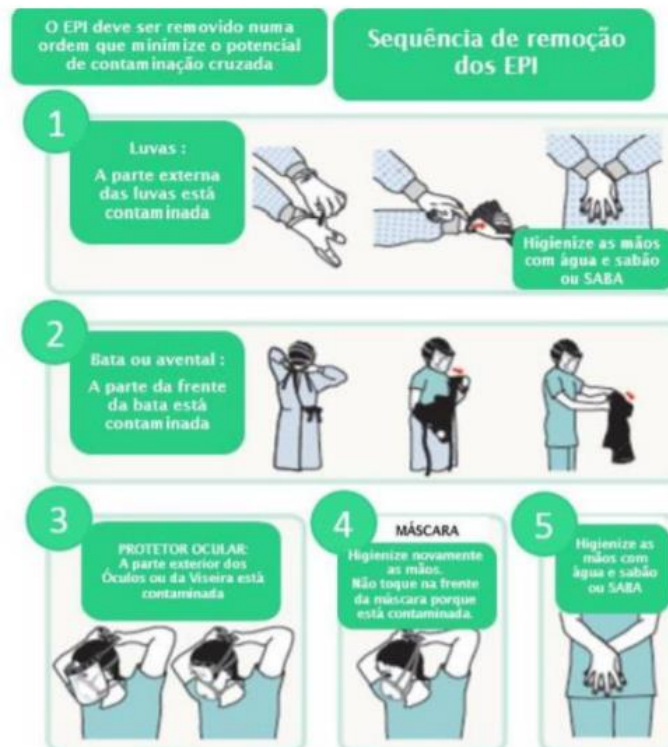 O EPI deve ser removido numa
ordem que minimize o potencial
de contaminação cruzada
Sequência de remoção
dos EPI
1
Luvas :
A parte externa
das luvas está
contaminada
Higienize as mãos
com água e sabão
ou SABA
2
Bata ou avental :
A parte da frente
da bata está
contaminada
3
PROTETOR OCULAR:
A parte exterior dos
Óculos ou da Viseira está
contaminada
4
MÁSCARA
Higienize novamente
as mãos.
Não toque na frente
da máscara porque
está contaminada.
5
Higienize as
mãos com
água e sabão
ou SABA